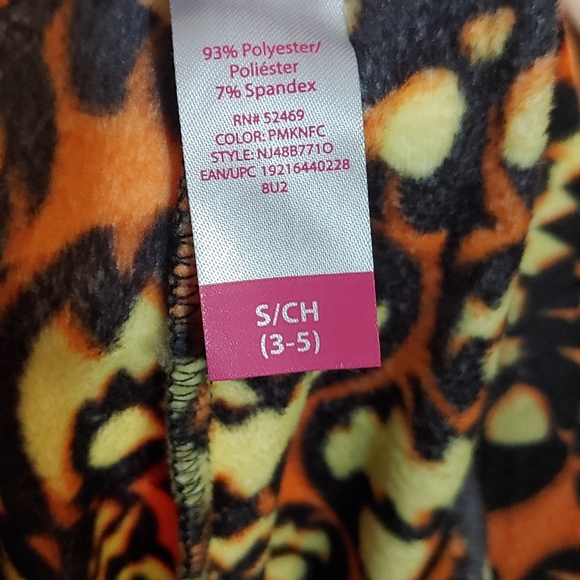 93% Polyester/
Poliéster
7% Spandex
RN# 52469
COLOR: PMKNFC
STYLE: NJ48B771O
EAN/UPC 19216440228
8U2
S/CH
(3-5)